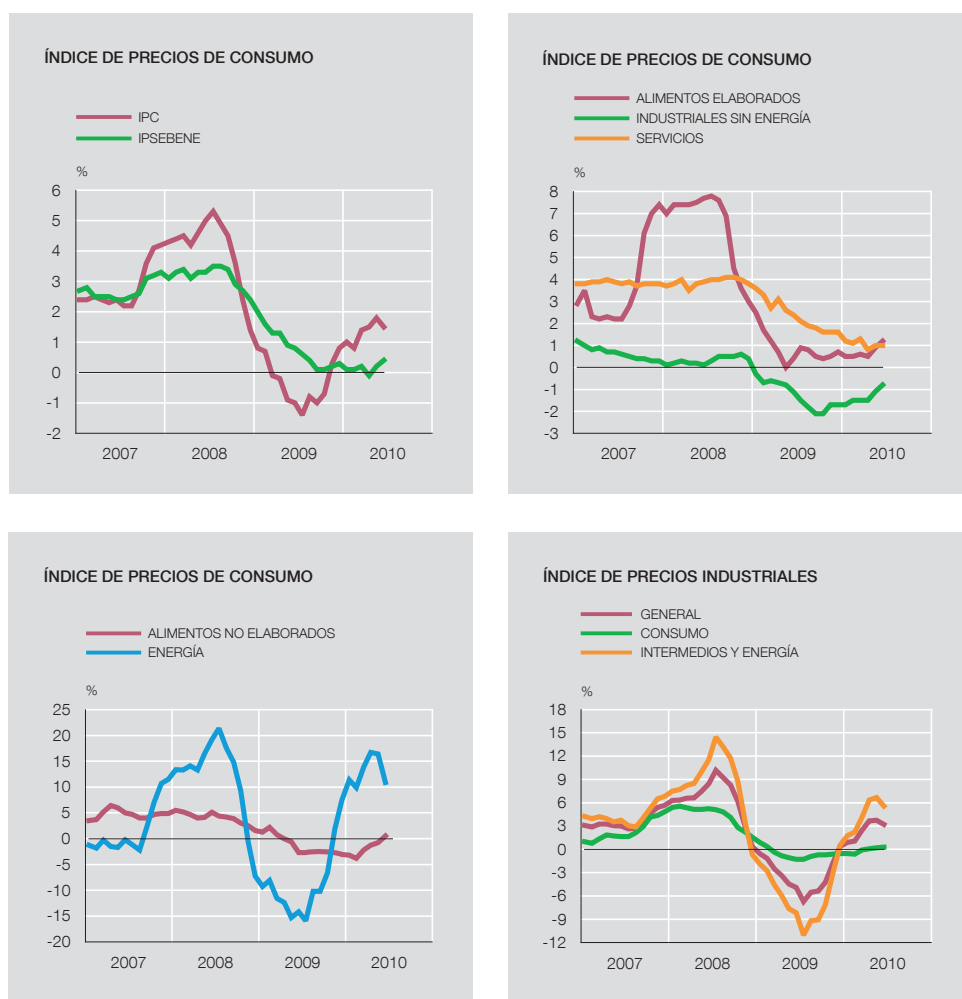 ÍNDICE DE PRECIOS DE CONSUMO
IPC
IPSEBENE
%
6
5
4
3
2
1
0
-1
-2
2007 2008 2009 2010
ÍNDICE DE PRECIOS DE CONSUMO
ALIMENTOS ELABORADOS
INDUSTRIALES SIN ENERGÍA
SERVICIOS
%
8
7
6
5
4
3
2
1
0
-1
-2
-3
2007 2008 2009 2010
ÍNDICE DE PRECIOS DE CONSUMO
ALIMENTOS NO ELABORADOS
ENERGÍA
%
25
20
15
10
5
0
-5
-10
-15
-20
2007 2008 2009 2010
ÍNDICE DE PRECIOS INDUSTRIALES
GENERAL
CONSUMO
INTERMEDIOS Y ENERGÍA
%
18
15
12
9
6
3
0
-3
-6
-9
-12
2007 2008 2009 2010